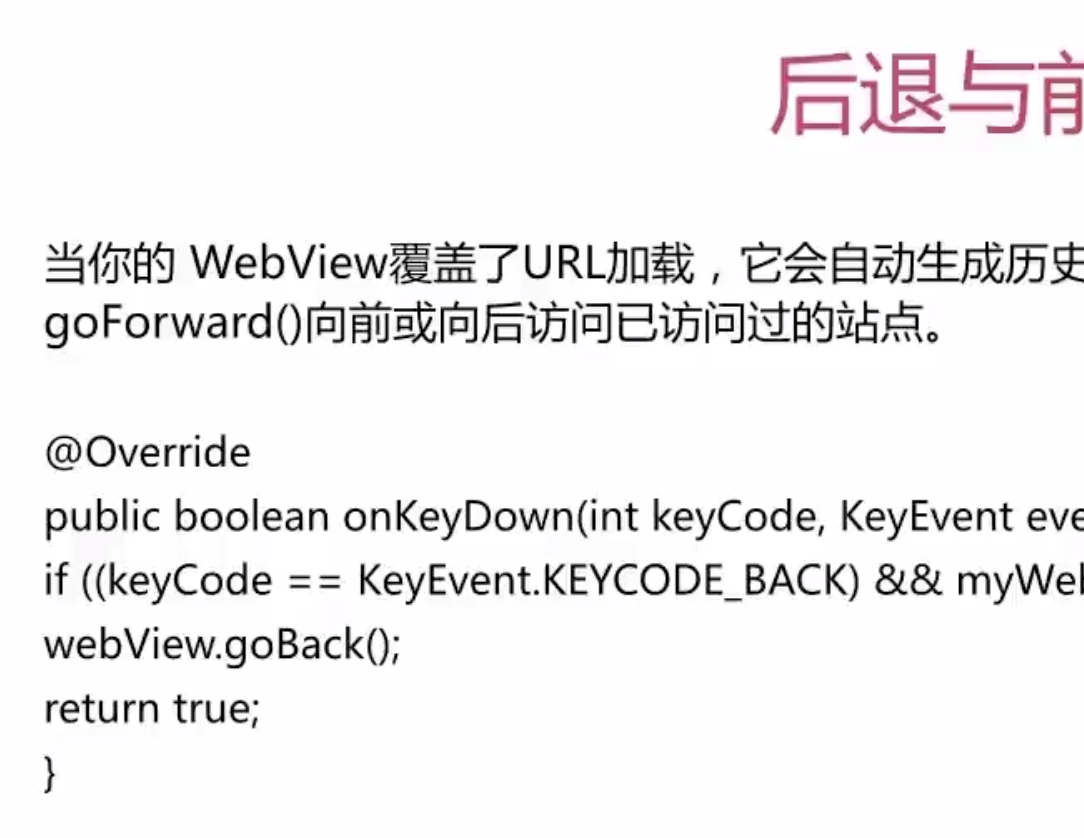 后退与前
当你的 WebView覆盖了URL加载，它会自动生成历史
goForward()向前或向后访问已访问过的站点。
@Override
public boolean onKeyDown(int keyCode, KeyEvent eve
if ((keyCode == KeyEvent.KEYCODE_BACK) && myWeb
webView.goBack();
return true;
}